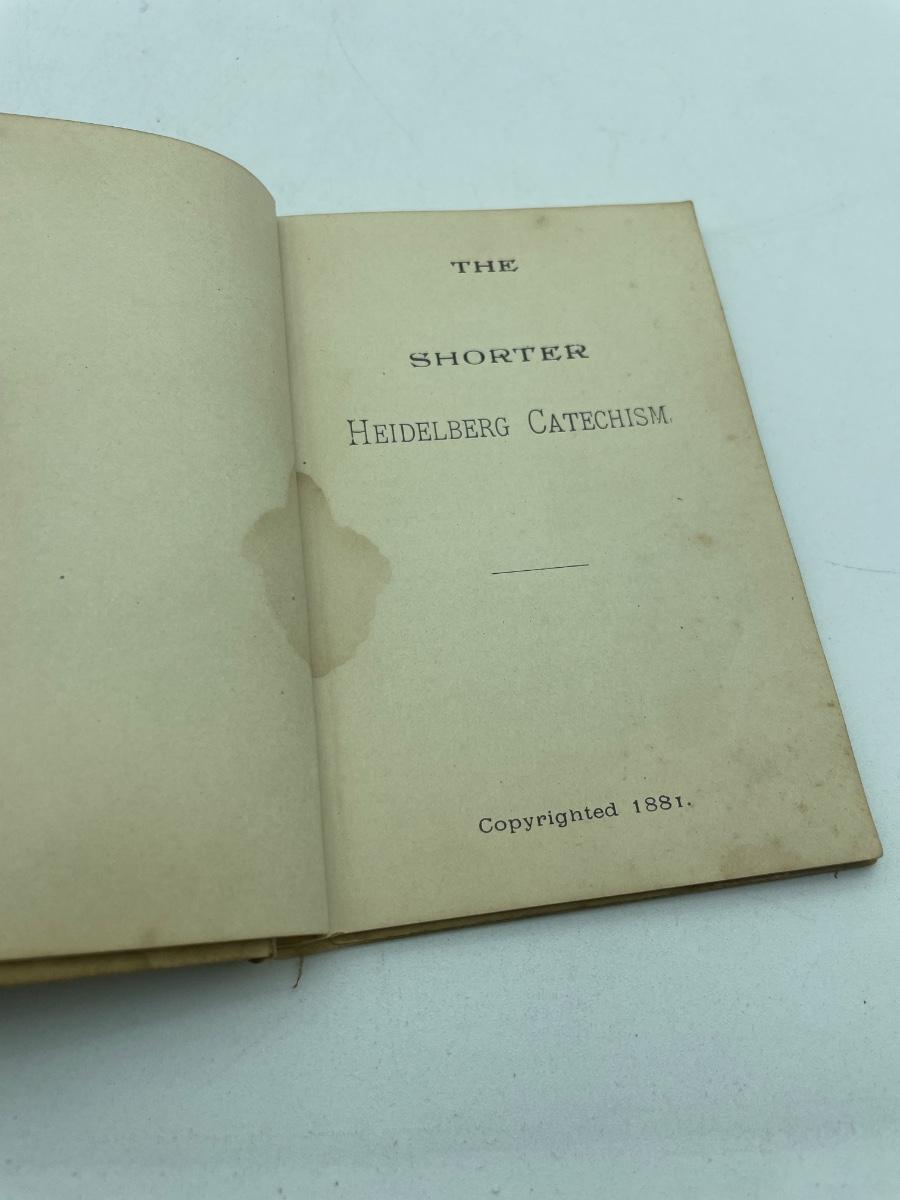 THE
SHORTER
HEIDELBERG CATECHISM.
Copyrighted 1881.